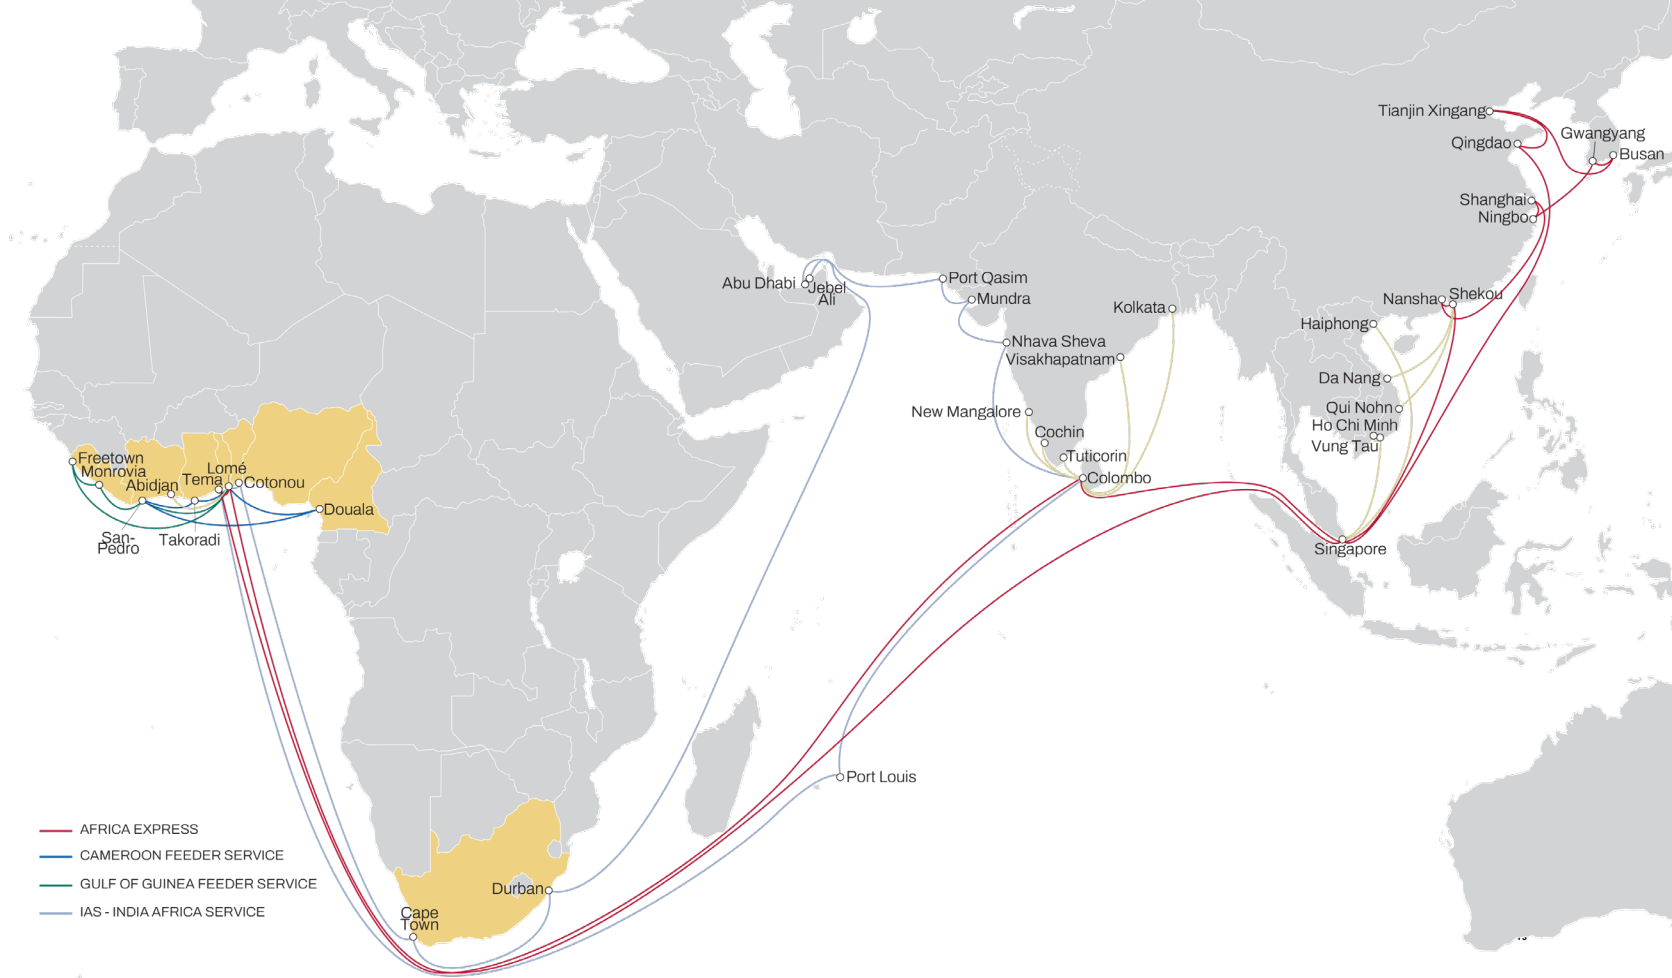 Tianjin Xingang
Gwangyang
Qingdao
Busan
Shanghai
Ningbo
Abu Dhabi
Jebel
Ali
Port Qasim
Mundra
Kolkata
Nansha
Shekou
Haiphong
Nhava Sheva
Visakhapatnam
Da Nang
New Mangalore
Qui Nohn
Cochin
Ho Chi Minh
Vung Tau
Tuticorin
Colombo
Freetown
Monrovia
Abidjan
Lomé
Tema
Cotonou
Douala
San-
Pedro
Takoradi
Singapore
Port Louis
AFRICA EXPRESS
CAMEROON FEEDER SERVICE
GULF OF GUINEA FEEDER SERVICE
IAS - INDIA AFRICA SERVICE
Durban
Cape
Town